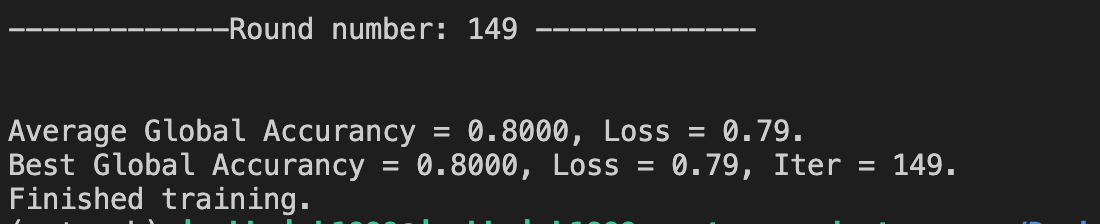 -------------Round number: 149 -------------
Average Global Accurancy = 0.8000, Loss = 0.79.
Best Global Accurancy = 0.8000, Loss = 0.79, Iter = 149.
Finished training.